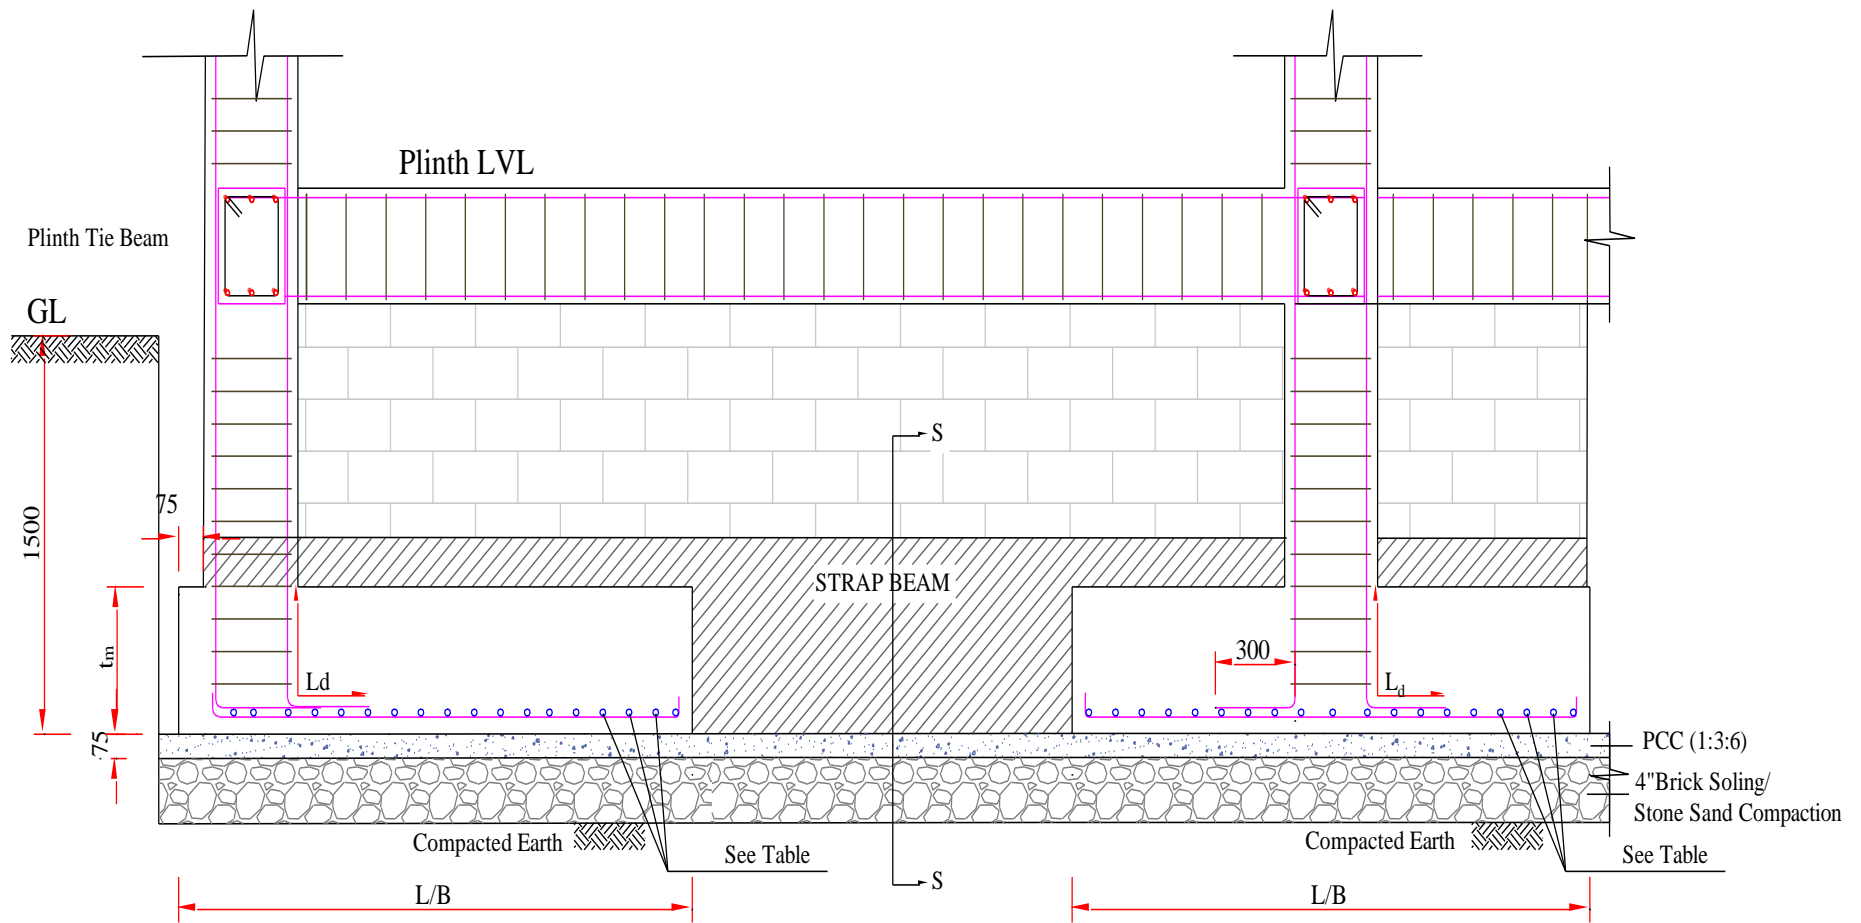 Plinth LVL
Plinth Tie Beam
GL
S
75
1500
STRAP BEAM
tm
300
Ld
Ld
75
PCC (1:3:6)
4"Brick Soling/
Stone Sand Compaction
Compacted Earth
Compacted Earth
See Table
See Table
S
L/B
L/B